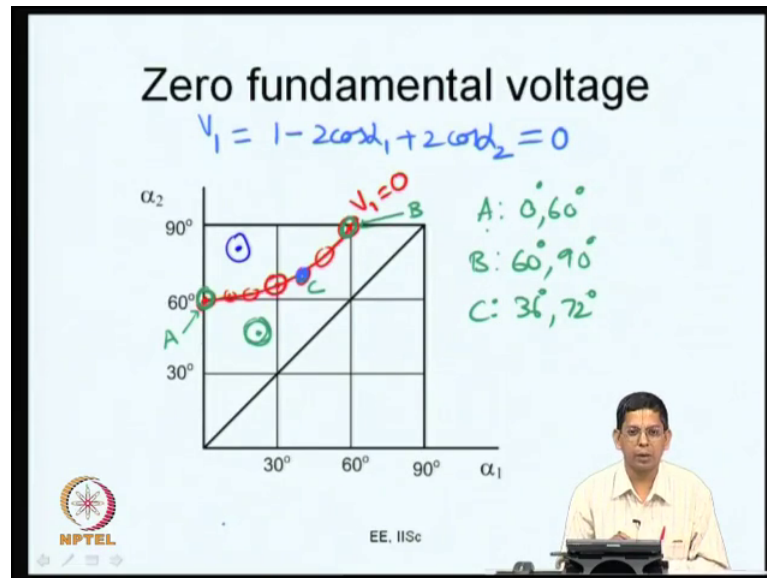 Zero fundamental voltage
V₁ = 1 - 2cosα₁ + 2cosα₂ = 0
α₂
V₁=0
90°
B
A: 0°, 60°
B: 60°, 90°
60°
C
C: 36°, 72°
A
30°
30° 60° 90° α₁
NPTEL
EE, IISc